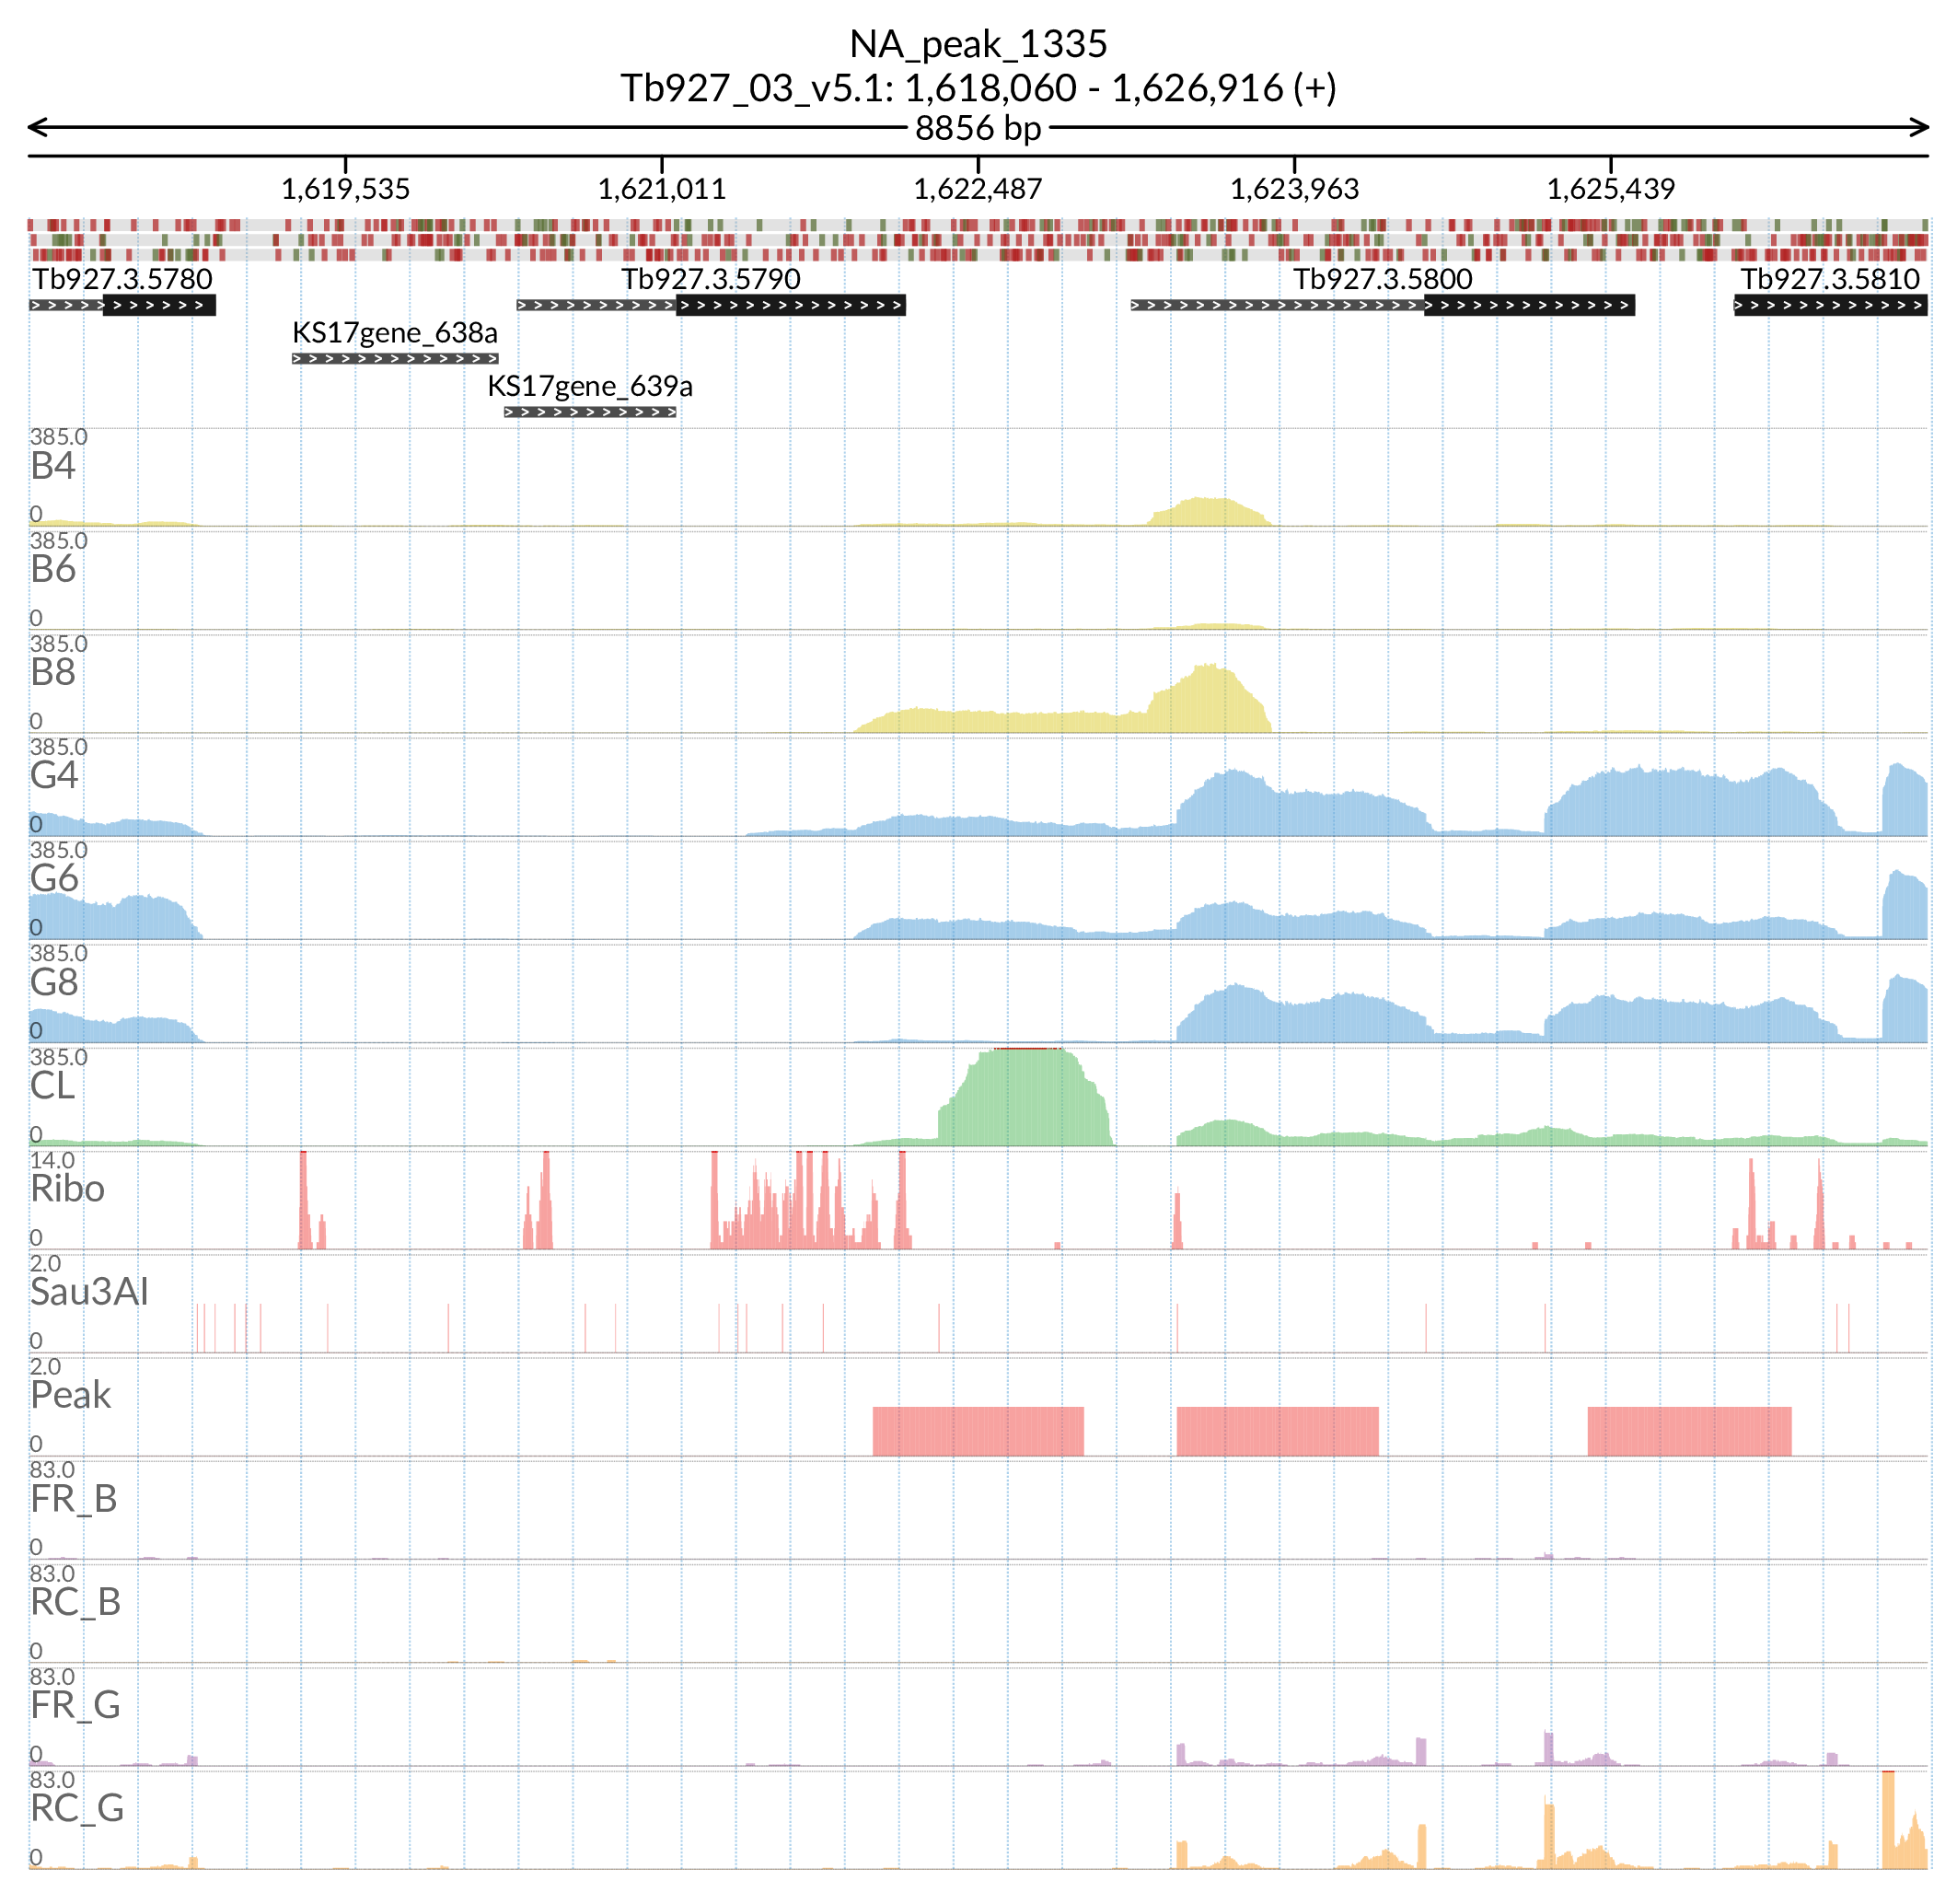 NA_peak_1335
Tb927_03_v5.1: 1,618,060 - 1,626,916 (+)
8856 bp
1,619,535 1,621,011 1,622,487 1,623,963 1,625,439
Tb927.3.5780 Tb927.3.5790 Tb927.3.5800 Tb927.3.5810
KS17gene_638a
KS17gene_639a
385.0
B4
0
385.0
B6
0
385.0
B8
0
385.0
G4
0
385.0
G6
0
385.0
G8
0
385.0
CL
0
14.0
Ribo
0
2.0
Sau3AI
0
2.0
Peak
0
83.0
FR_B
0
83.0
RC_B
0
83.0
FR_G
0
83.0
RC_G
0